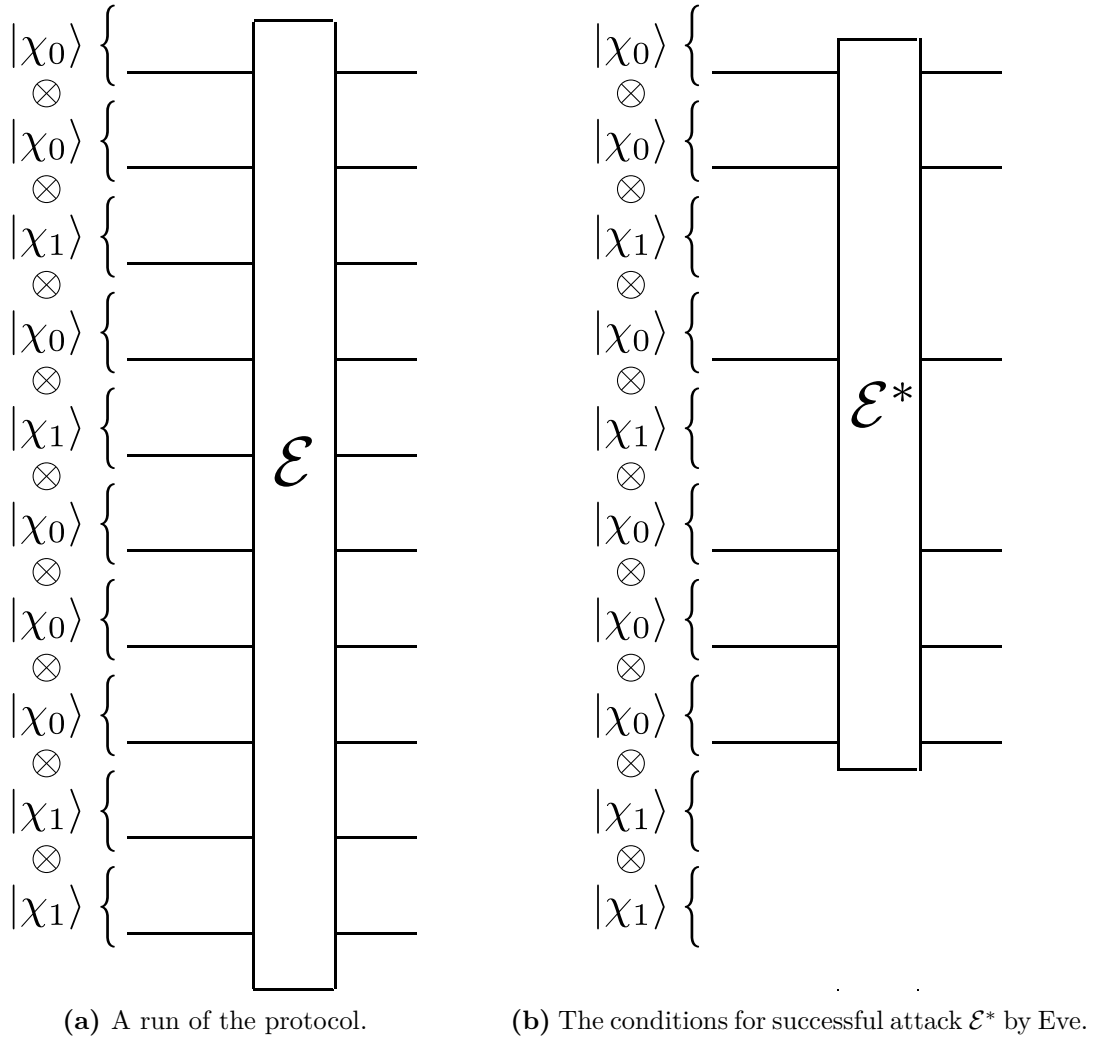 |χ₀⟩ |χ₀⟩
⊗ ⊗
|χ₀⟩ |χ₀⟩
⊗ ⊗
|χ₁⟩ |χ₁⟩
⊗ ⊗
|χ₀⟩ |χ₀⟩
⊗ ⊗
|χ₁⟩ ℰ |χ₁⟩ ℰ*
⊗ ⊗
|χ₀⟩ |χ₀⟩
⊗ ⊗
|χ₀⟩ |χ₀⟩
⊗ ⊗
|χ₀⟩ |χ₀⟩
⊗ ⊗
|χ₁⟩ |χ₁⟩
⊗ ⊗
|χ₁⟩ |χ₁⟩
(a) A run of the protocol. (b) The conditions for successful attack ℰ* by Eve.